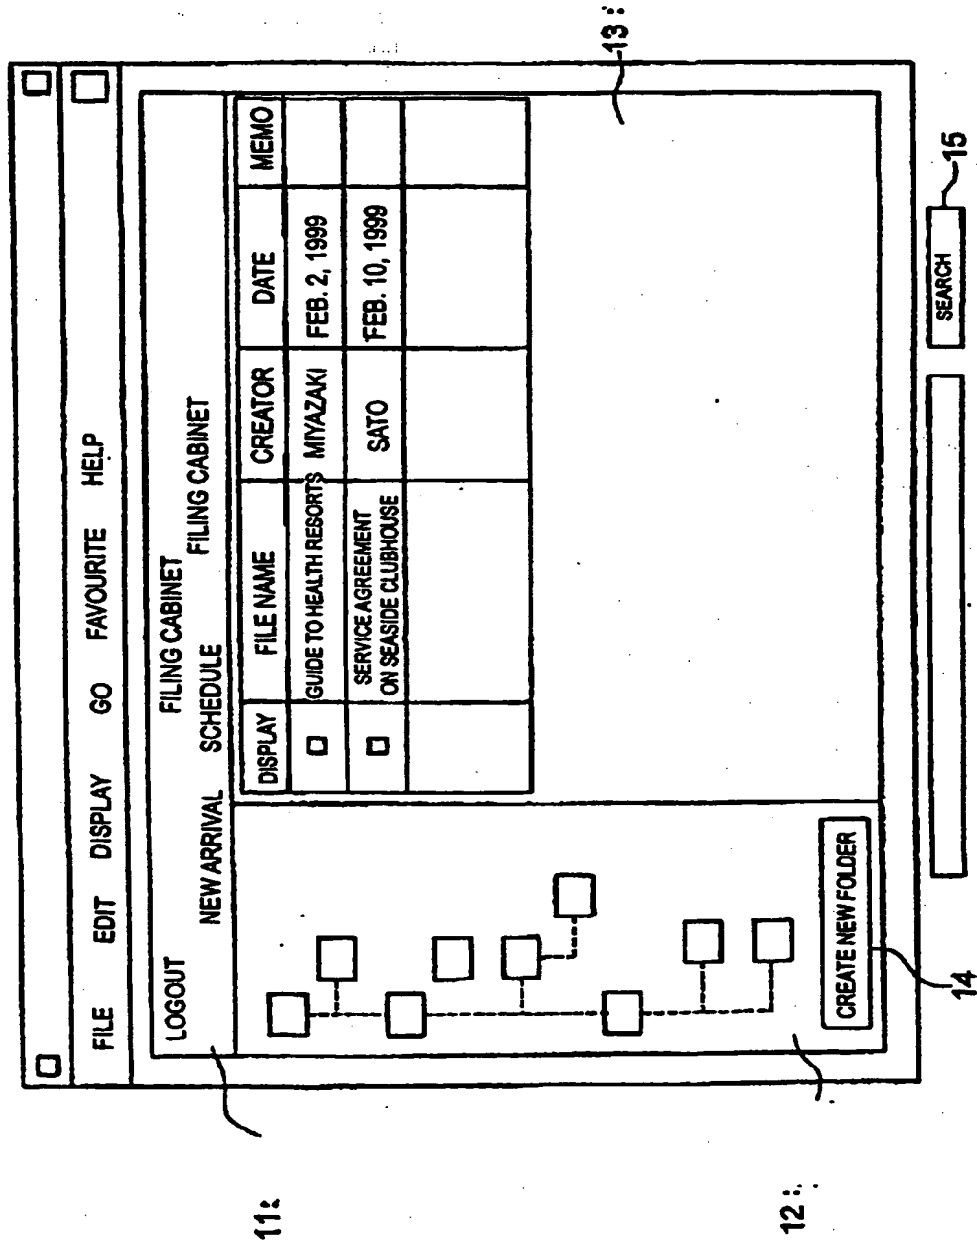 FILE EDIT DISPLAY GO FAVOURITE HELP
LOGOUT FILING CABINET
NEW ARRIVAL SCHEDULE FILING CABINET
DISPLAY FILE NAME CREATOR DATE MEMO
GUIDE TO HEALTH RESORTS MIYAZAKI FEB. 2, 1999
SERVICE AGREEMENT
ON SEASIDE CLUBHOUSE SATO FEB. 10, 1999
CREATE NEW FOLDER
SEARCH
11
12
13
14
15